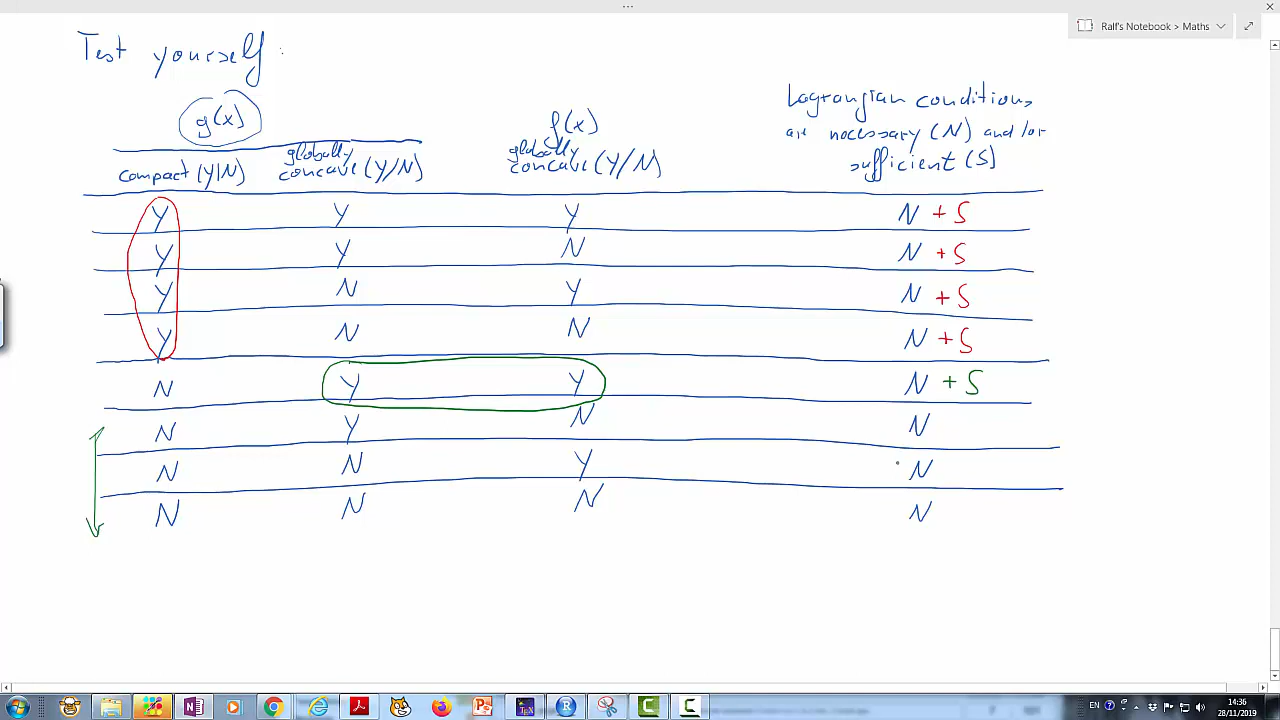 Ralf's Notebook > Maths
Test yourself :
g(x)
f(x)
Lagrangian conditions
are necessary (N) and/or
sufficient (S)
compact (Y/N) globally concave (Y/N) globally concave (Y/N)
Y Y Y N + S
Y Y N N + S
Y N Y N + S
Y N N N + S
N Y Y N + S
N Y N N
N N Y N
N N N N
EN 14:36
28/11/2019